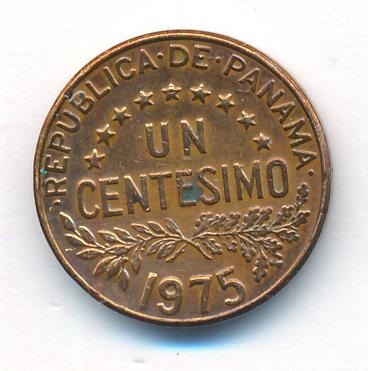 ·REPUBLICA·DE·PANAMA·
UN
CENTESIMO
1975